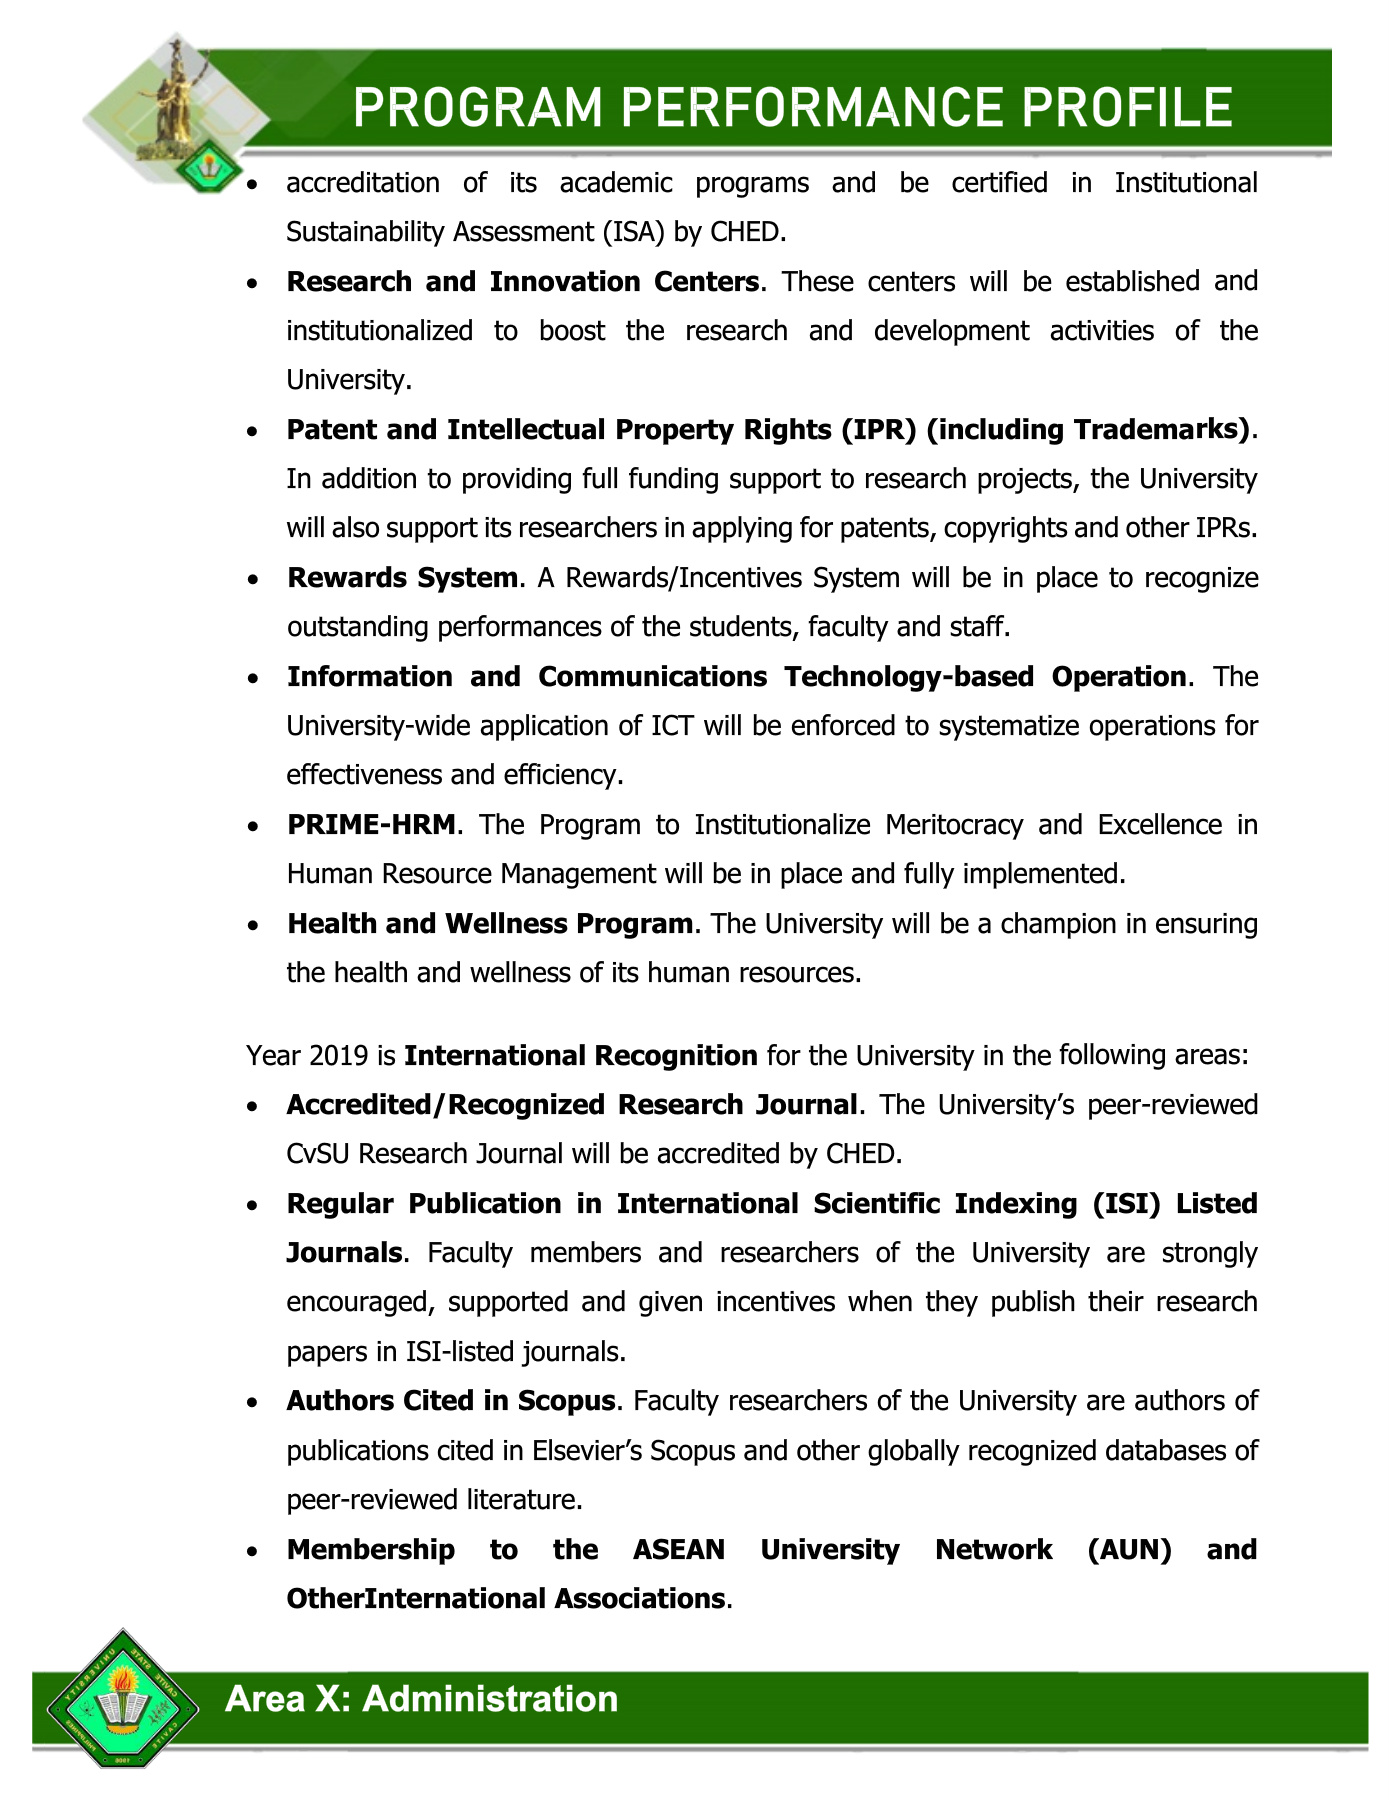 PROGRAM PERFORMANCE PROFILE
• accreditation of its academic programs and be certified in Institutional
Sustainability Assessment (ISA) by CHED.
• Research and Innovation Centers. These centers will be established and
institutionalized to boost the research and development activities of the
University.
• Patent and Intellectual Property Rights (IPR) (including Trademarks).
In addition to providing full funding support to research projects, the University
will also support its researchers in applying for patents, copyrights and other IPRs.
• Rewards System. A Rewards/Incentives System will be in place to recognize
outstanding performances of the students, faculty and staff.
• Information and Communications Technology-based Operation. The
University-wide application of ICT will be enforced to systematize operations for
effectiveness and efficiency.
• PRIME-HRM. The Program to Institutionalize Meritocracy and Excellence in
Human Resource Management will be in place and fully implemented.
• Health and Wellness Program. The University will be a champion in ensuring
the health and wellness of its human resources.
Year 2019 is International Recognition for the University in the following areas:
• Accredited/Recognized Research Journal. The University’s peer-reviewed
CvSU Research Journal will be accredited by CHED.
• Regular Publication in International Scientific Indexing (ISI) Listed
Journals. Faculty members and researchers of the University are strongly
encouraged, supported and given incentives when they publish their research
papers in ISI-listed journals.
• Authors Cited in Scopus. Faculty researchers of the University are authors of
publications cited in Elsevier’s Scopus and other globally recognized databases of
peer-reviewed literature.
• Membership to the ASEAN University Network (AUN) and
OtherInternational Associations.
CAVITE STATE UNIVERSITY
CAVITE PHILIPPINES
1906
Area X: Administration